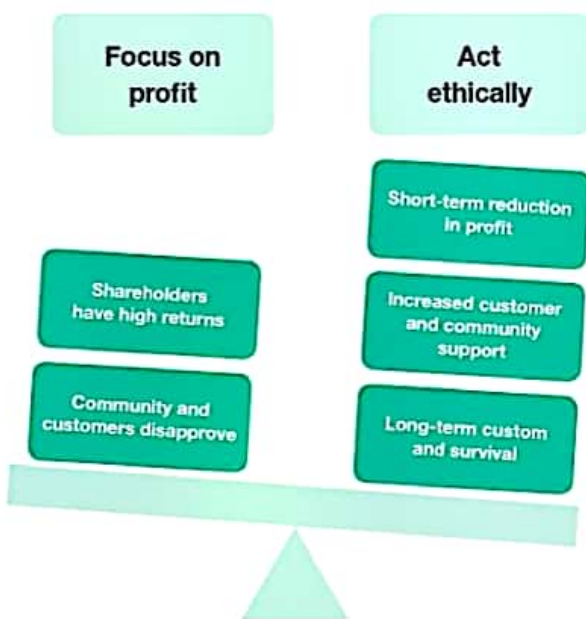 Focus on
profit
Act
ethically
Shareholders
have high returns
Community and
customers disapprove
Short-term reduction
in profit
Increased customer
and community
support
Long-term custom
and survival